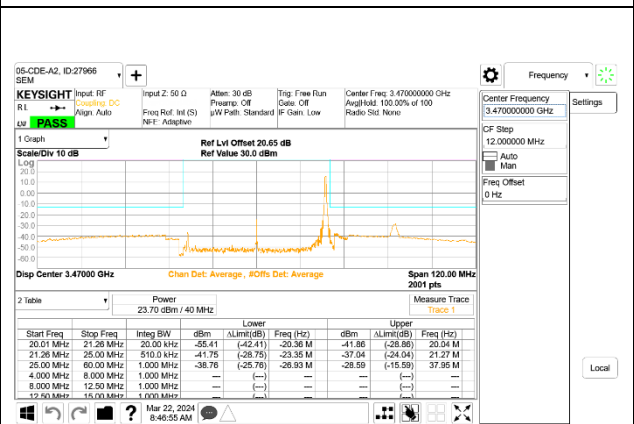 05-CDE-A2, ID:27966
SEM
Frequency
KEYSIGHT
Input: RF
Input Z: 50 Ω
Atten: 30 dB
Trig: Free Run
Center Freq: 3.470000000 GHz
RL
Coupling: DC
Preamp: Off
Gate: Off
Avg|Hold: 100.00% of 100
Align: Auto
Freq Ref: Int (S)
µW Path: Standard
IF Gain: Low
Radio Std: None
PASS
NFE: Adaptive
Center Frequency
3.470000000 GHz
Settings
CF Step
12.000000 MHz
Auto
Man
Freq Offset
0 Hz
1 Graph
Ref Lvl Offset 20.65 dB
Scale/Div 10 dB
Ref Value 30.0 dBm
Log
20.0
10.0
0.00
-10.0
-20.0
-30.0
-40.0
-50.0
-60.0
Disp Center 3.47000 GHz
Chan Det: Average , #Offs Det: Average
Span 120.00 MHz
2001 pts
2 Table
Power
Measure Trace
23.70 dBm / 40 MHz
Trace 1
Lower Upper
Start Freq Stop Freq Integ BW dBm ΔLimit(dB) Freq (Hz) dBm ΔLimit(dB) Freq (Hz)
20.01 MHz 21.26 MHz 20.00 kHz -55.41 (-42.41) -20.36 M -41.86 (-28.86) 20.04 M
21.26 MHz 25.00 MHz 510.0 kHz -41.75 (-28.75) -23.35 M -37.04 (-24.04) 21.27 M
25.00 MHz 60.00 MHz 1.000 MHz -38.76 (-25.76) -26.93 M -28.59 (-15.59) 37.95 M
4.000 MHz 8.000 MHz 1.000 MHz --- (---) --- --- (---) ---
8.000 MHz 12.50 MHz 1.000 MHz --- (---) --- --- (---) ---
12.50 MHz 15.00 MHz 1.000 MHz --- (---) --- --- (---) ---
Local
Mar 22, 2024
8:46:55 AM